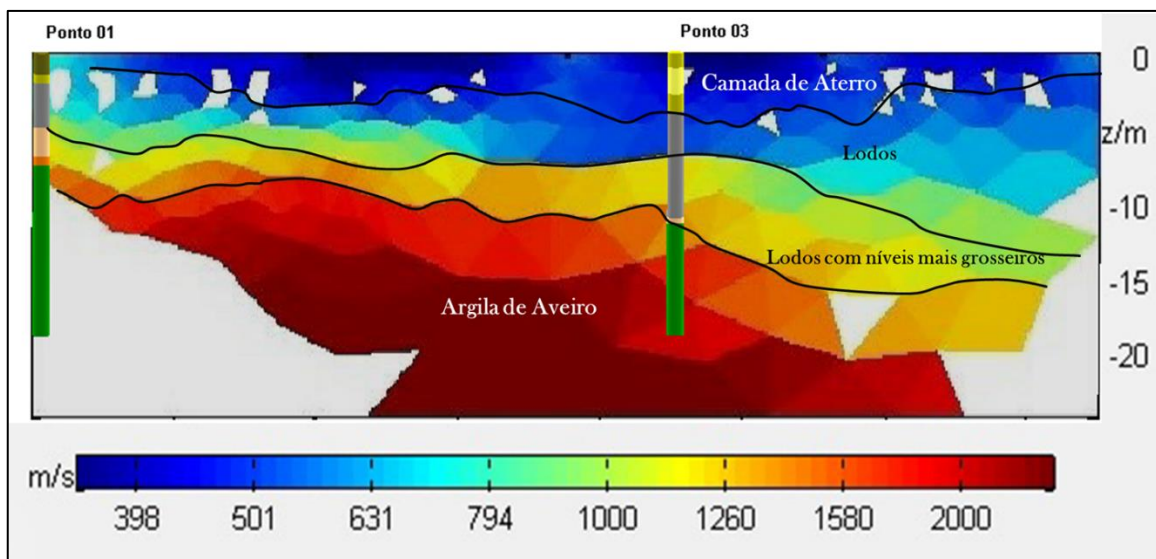 Ponto 01
Ponto 03
0
Camada de Aterro
z/m
Lodos
-10
Lodos com níveis mais grosseiros
-15
Argila de Aveiro
-20
m/s
398 501 631 794 1000 1260 1580 2000